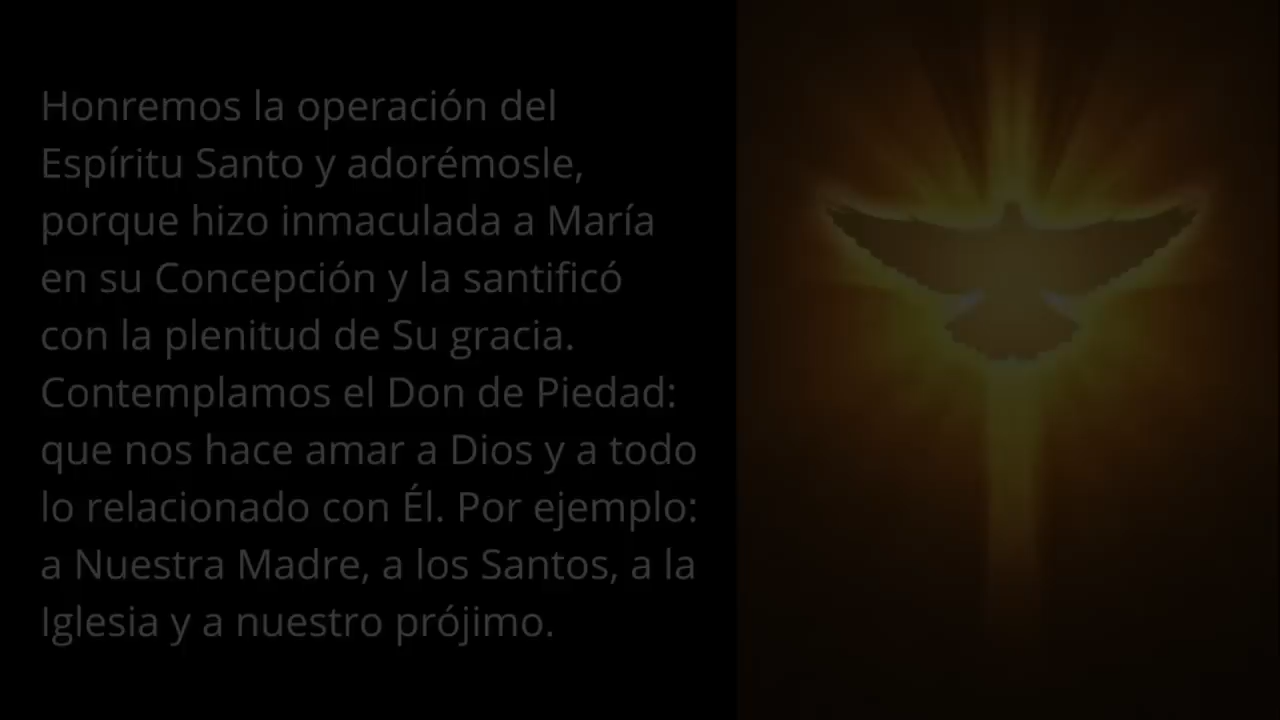 Honremos la operación del
Espíritu Santo y adorémosle,
porque hizo inmaculada a María
en su Concepción y la santificó
con la plenitud de Su gracia.
Contemplamos el Don de Piedad:
que nos hace amar a Dios y a todo
lo relacionado con Él. Por ejemplo:
a Nuestra Madre, a los Santos, a la
Iglesia y a nuestro prójimo.